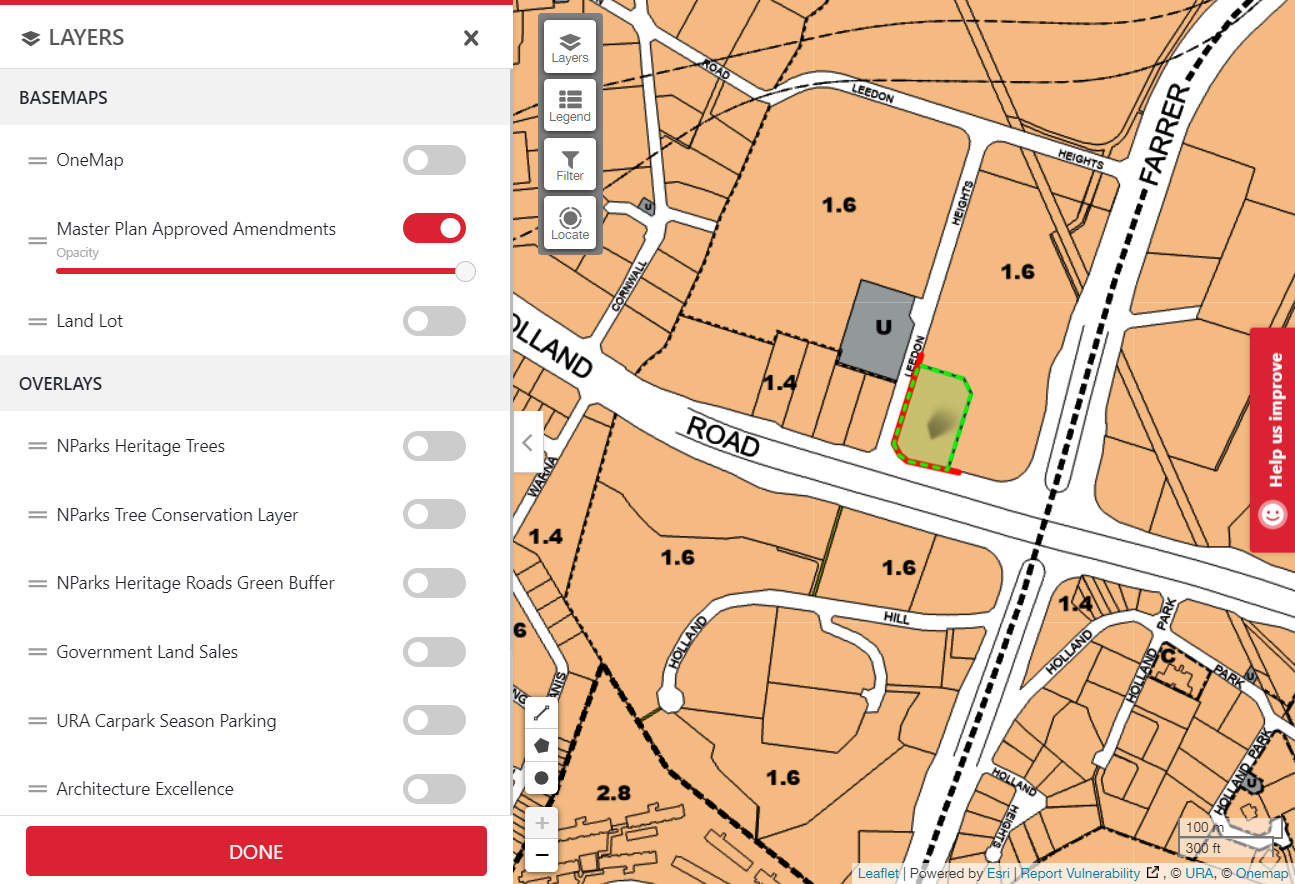 LAYERS
BASEMAPS
OneMap
Master Plan Approved Amendments
Opacity
Land Lot
OVERLAYS
NParks Heritage Trees
NParks Tree Conservation Layer
NParks Heritage Roads Green Buffer
Government Land Sales
URA Carpark Season Parking
Architecture Excellence
DONE
Layers
Legend
Filter
Locate
ROAD
LEEDON
HEIGHTS
FARRER
HEIGHTS
1.6
U
1.6
CORNWALL
OLLAND
U
LEEDON
1.4
ROAD
WARNA
1.4
1.6
1.6
HOLLAND
HILL
1.4
PARK
HOLLAND
HOLLAND
C
PARK
U
6
ANIS
1.6
2.8
HOLLAND
HEIGHTS
HOLLAND PARK
U
Help us improve
100 m
300 ft
Leaflet | Powered by Esri | Report Vulnerability , © URA, © Onemap